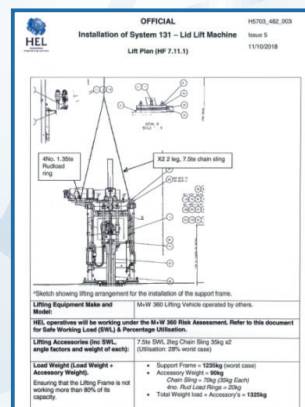 OFFICIAL
H5703_482_003
HEL
Installation of System 131 – Lid Lift Machine
Issue 5
Lift Plan (HF 7.11.1)
11/10/2018
4No. 1.35te
Rudload
ring
X2 2 leg, 7.5te chain sling
*Sketch showing lifting arrangement for the installation of the support frame.
Lifting Equipment Make and
Model:
M+W 360 Lifting Vehicle operated by others.
HEL operatives will be working under the M+W 360 Risk Assessment. Refer to this document
for Safe Working Load (SWL) & Percentage Utilisation.
Lifting Accessories (inc SWL,
angle factors and weight of each):
7.5te SWL 2leg Chain Sling 35kg x2
(Utilisation: 28% worst case)
Load Weight (Load Weight +
Accessory Weight).
Ensuring that the Lifting Frame is not
working more than 80% of its
capacity.
• Support Frame = 1235kg (worst case)
• Accessory Weight = 90kg
Chain Sling = 70kg (35kg Each)
4no. Rud Load Rings = 20kg
• Total Weight load + Accessory's = 1325kg